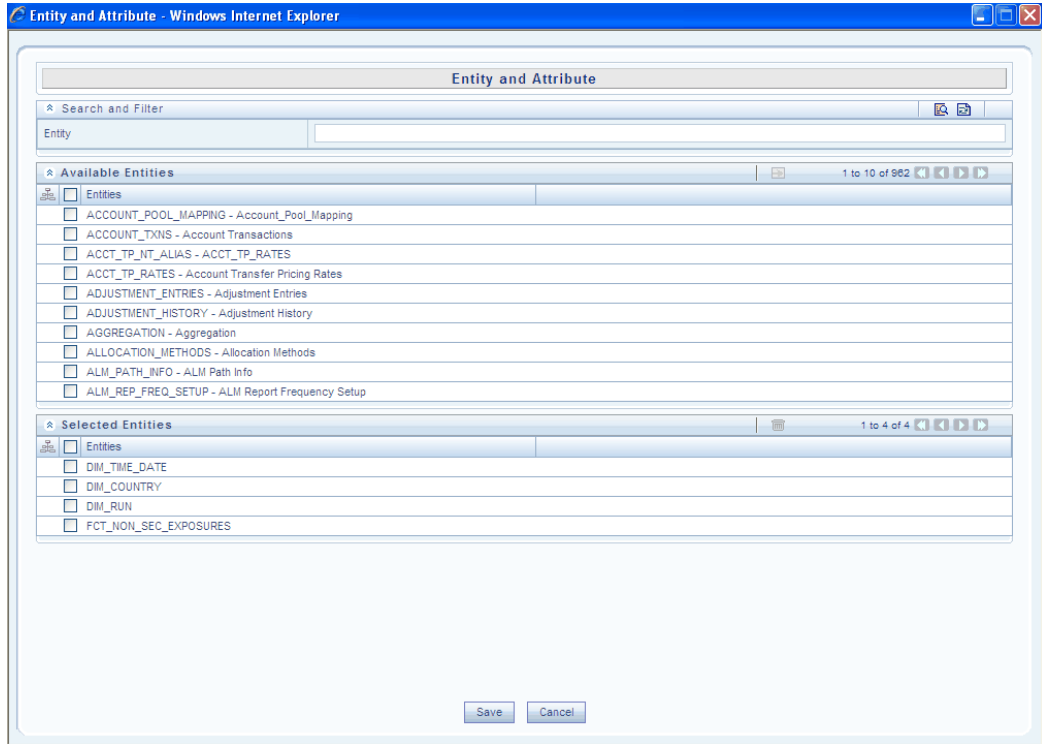 Entity and Attribute - Windows Internet Explorer
Entity and Attribute
Search and Filter
Entity
Available Entities 1 to 10 of 962
Entities
ACCOUNT_POOL_MAPPING - Account_Pool_Mapping
ACCOUNT_TXNS - Account Transactions
ACCT_TP_NT_ALIAS - ACCT_TP_RATES
ACCT_TP_RATES - Account Transfer Pricing Rates
ADJUSTMENT_ENTRIES - Adjustment Entries
ADJUSTMENT_HISTORY - Adjustment History
AGGREGATION - Aggregation
ALLOCATION_METHODS - Allocation Methods
ALM_PATH_INFO - ALM Path Info
ALM_REP_FREQ_SETUP - ALM Report Frequency Setup
Selected Entities 1 to 4 of 4
Entities
DIM_TIME_DATE
DIM_COUNTRY
DIM_RUN
FCT_NON_SEC_EXPOSURES
Save Cancel